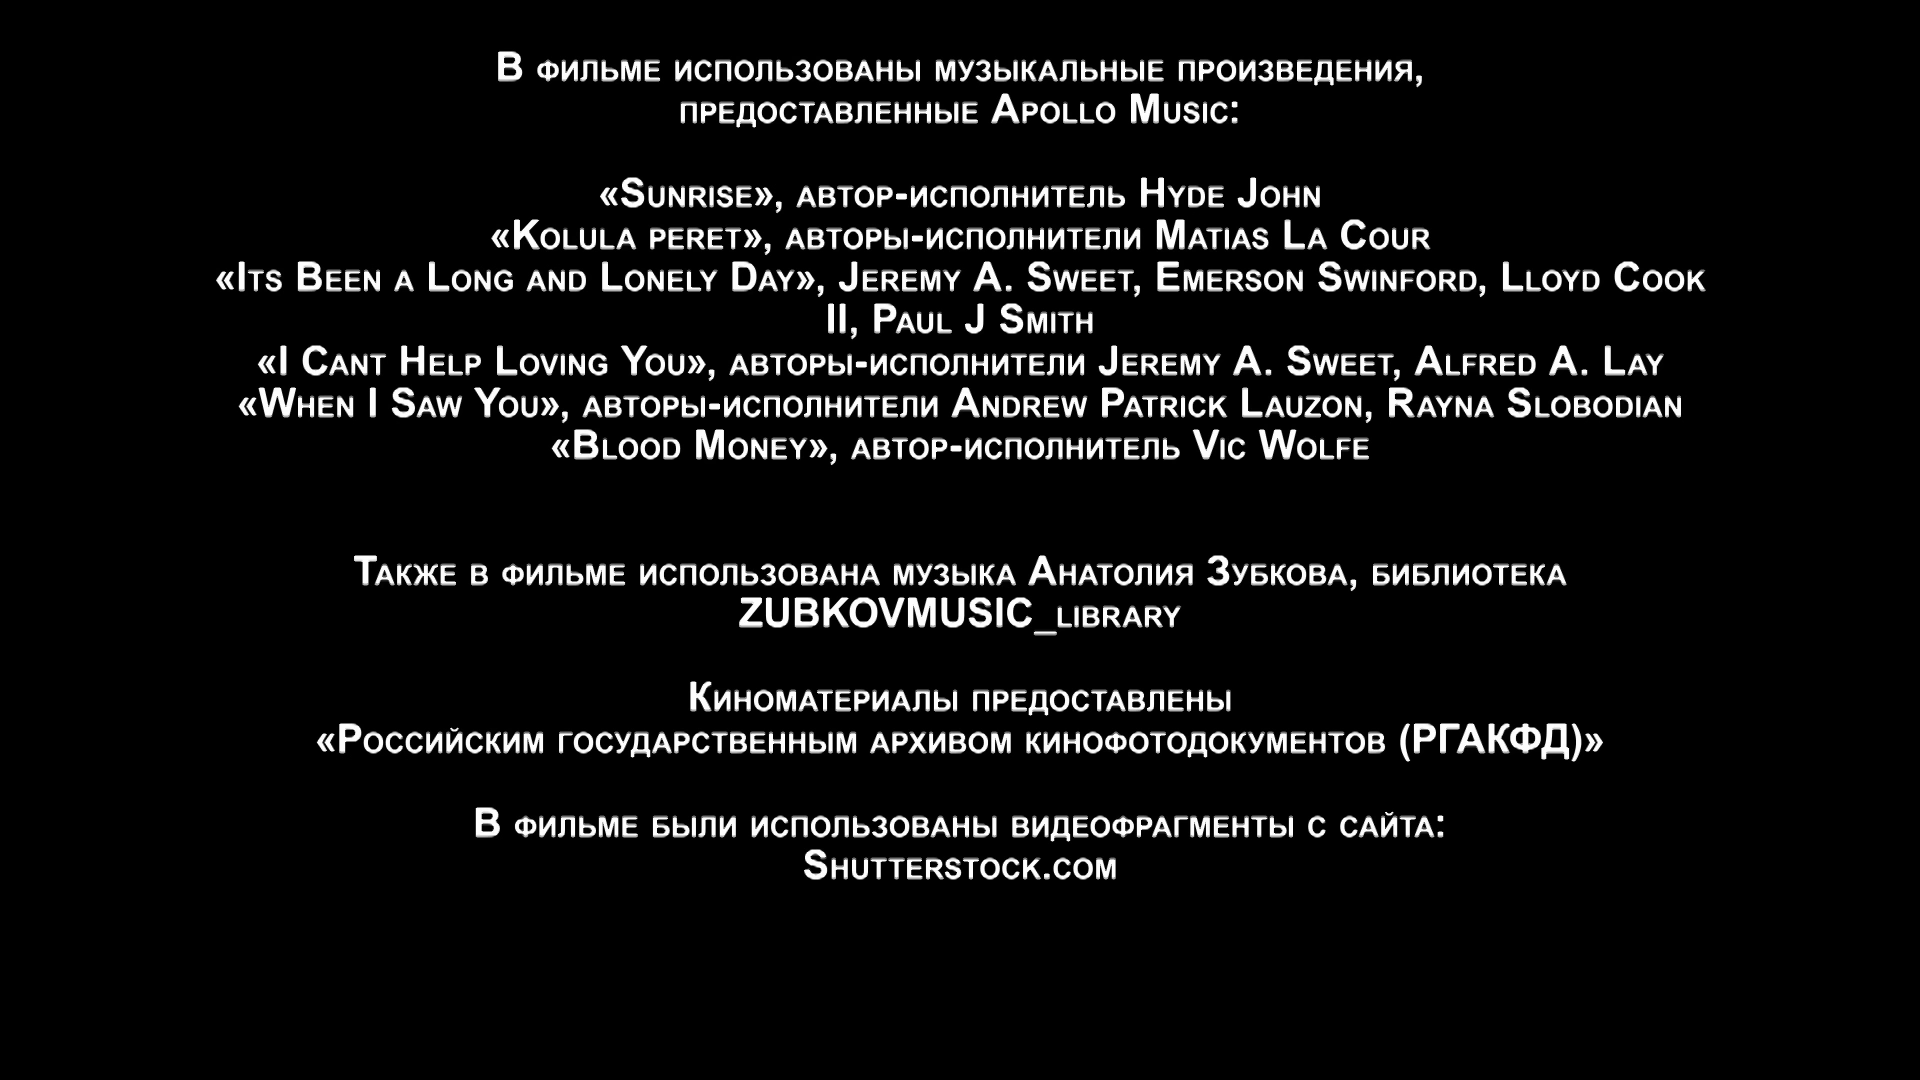 В фильме использованы музыкальные произведения,
предоставленные Apollo Music:
«Sunrise», автор-исполнитель Hyde John
«Kolula peret», авторы-исполнители Matias La Cour
«Its Been a Long and Lonely Day», Jeremy A. Sweet, Emerson Swinford, Lloyd Cook
II, Paul J Smith
«I Cant Help Loving You», авторы-исполнители Jeremy A. Sweet, Alfred A. Lay
«When I Saw You», авторы-исполнители Andrew Patrick Lauzon, Rayna Slobodian
«Blood Money», автор-исполнитель Vic Wolfe
Также в фильме использована музыка Анатолия Зубкова, библиотека
ZUBKOVMUSIC_library
Киноматериалы предоставлены
«Российским государственным архивом кинофотодокументов (РГАКФД)»
В фильме были использованы видеофрагменты с сайта:
Shutterstock.com